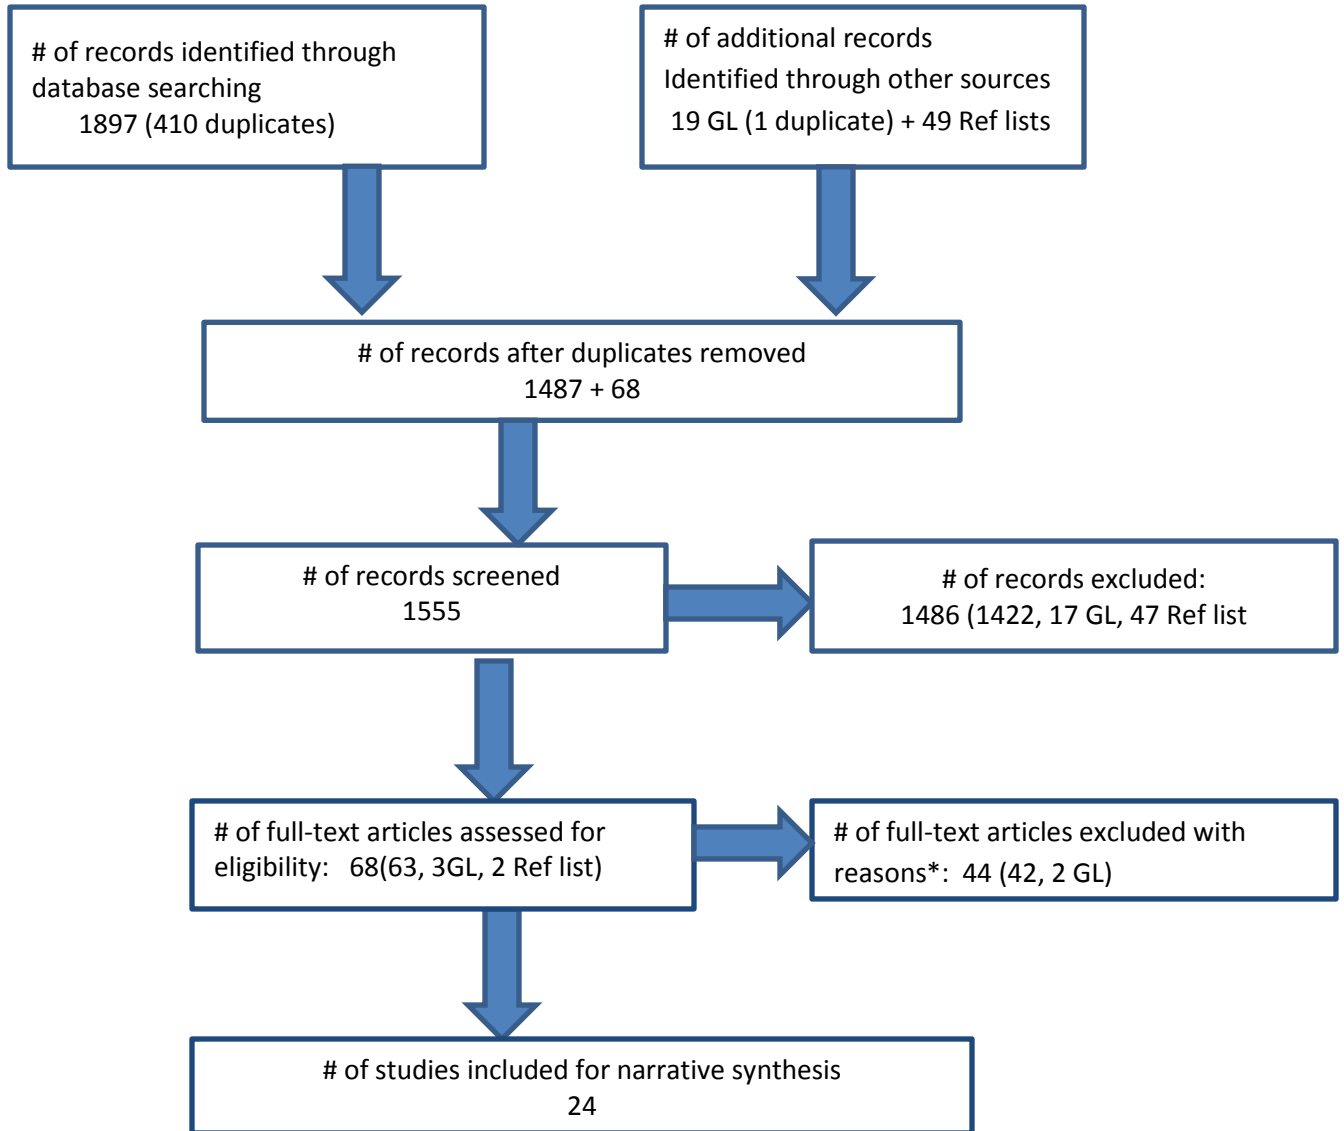 # of records identified through
database searching
1897 (410 duplicates)
# of additional records
Identified through other sources
19 GL (1 duplicate) + 49 Ref lists
# of records after duplicates removed
1487 + 68
# of records screened
1555
# of records excluded:
1486 (1422, 17 GL, 47 Ref list
# of full-text articles assessed for
eligibility: 68(63, 3GL, 2 Ref list)
# of full-text articles excluded with
reasons*: 44 (42, 2 GL)
# of studies included for narrative synthesis
24